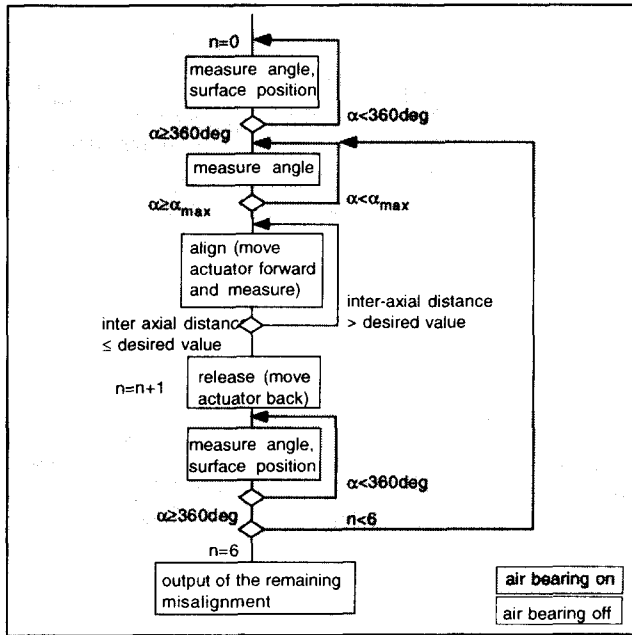 n=0
measure angle,
surface position
α<360deg
α≥360deg
measure angle
α≥αmax
α<αmax
align (move
actuator forward
and measure)
inter-axial distance
> desired value
inter axial distance
≤ desired value
release (move
actuator back)
n=n+1
measure angle,
surface position
α<360deg
α≥360deg
n<6
n=6
output of the remaining
misalignment
air bearing on
air bearing off